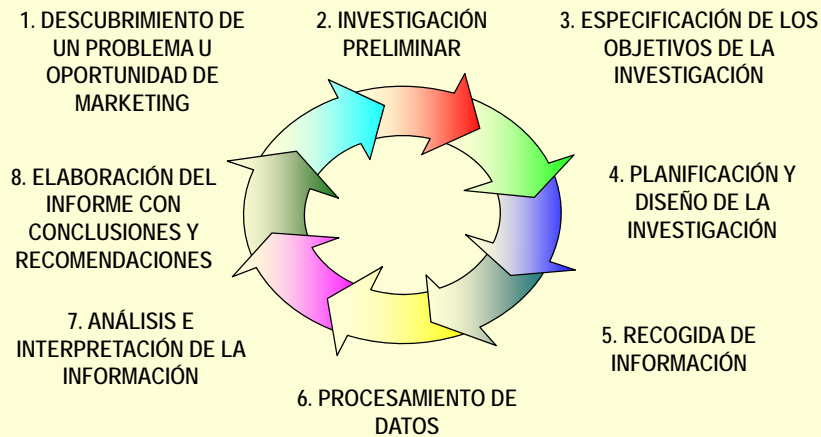 1. DESCUBRIMIENTO DE
UN PROBLEMA U
OPORTUNIDAD DE
MARKETING
2. INVESTIGACIÓN
PRELIMINAR
3. ESPECIFICACIÓN DE LOS
OBJETIVOS DE LA
INVESTIGACIÓN
4. PLANIFICACIÓN Y
DISEÑO DE LA
INVESTIGACIÓN
5. RECOGIDA DE
INFORMACIÓN
6. PROCESAMIENTO DE
DATOS
7. ANÁLISIS E
INTERPRETACIÓN DE LA
INFORMACIÓN
8. ELABORACIÓN DEL
INFORME CON
CONCLUSIONES Y
RECOMENDACIONES